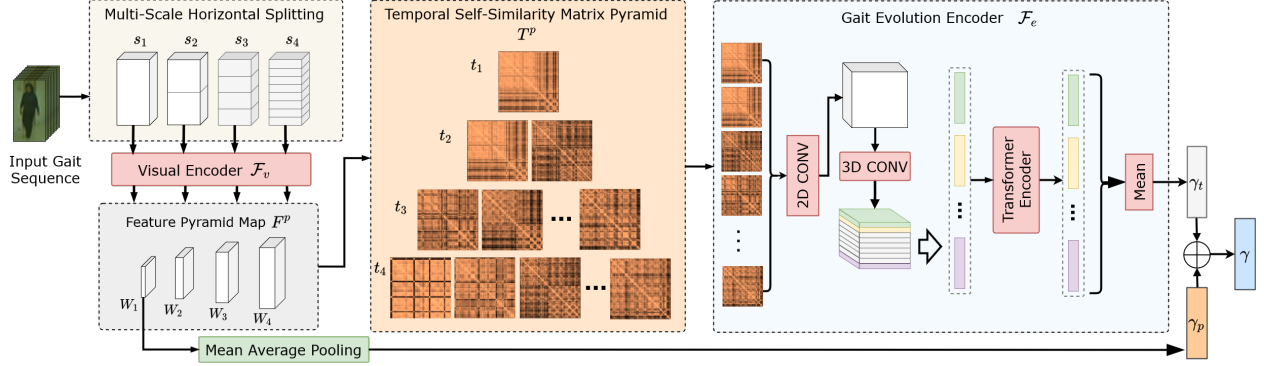 Multi-Scale Horizontal Splitting
s1 s2 s3 s4
Input Gait
Sequence
Visual Encoder Fv
Feature Pyramid Map F^p
W1 W2 W3 W4
Mean Average Pooling
Temporal Self-Similarity Matrix Pyramid
T^p
t1
t2
t3
...
t4
...
Gait Evolution Encoder Fe
2D CONV
3D CONV
Transformer
Encoder
Mean
γt
γ
γp